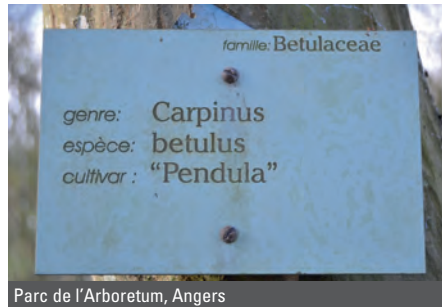 famille: Betulaceae
genre: Carpinus
espèce: betulus
cultivar : “Pendula”
Parc de l’Arboretum, Angers